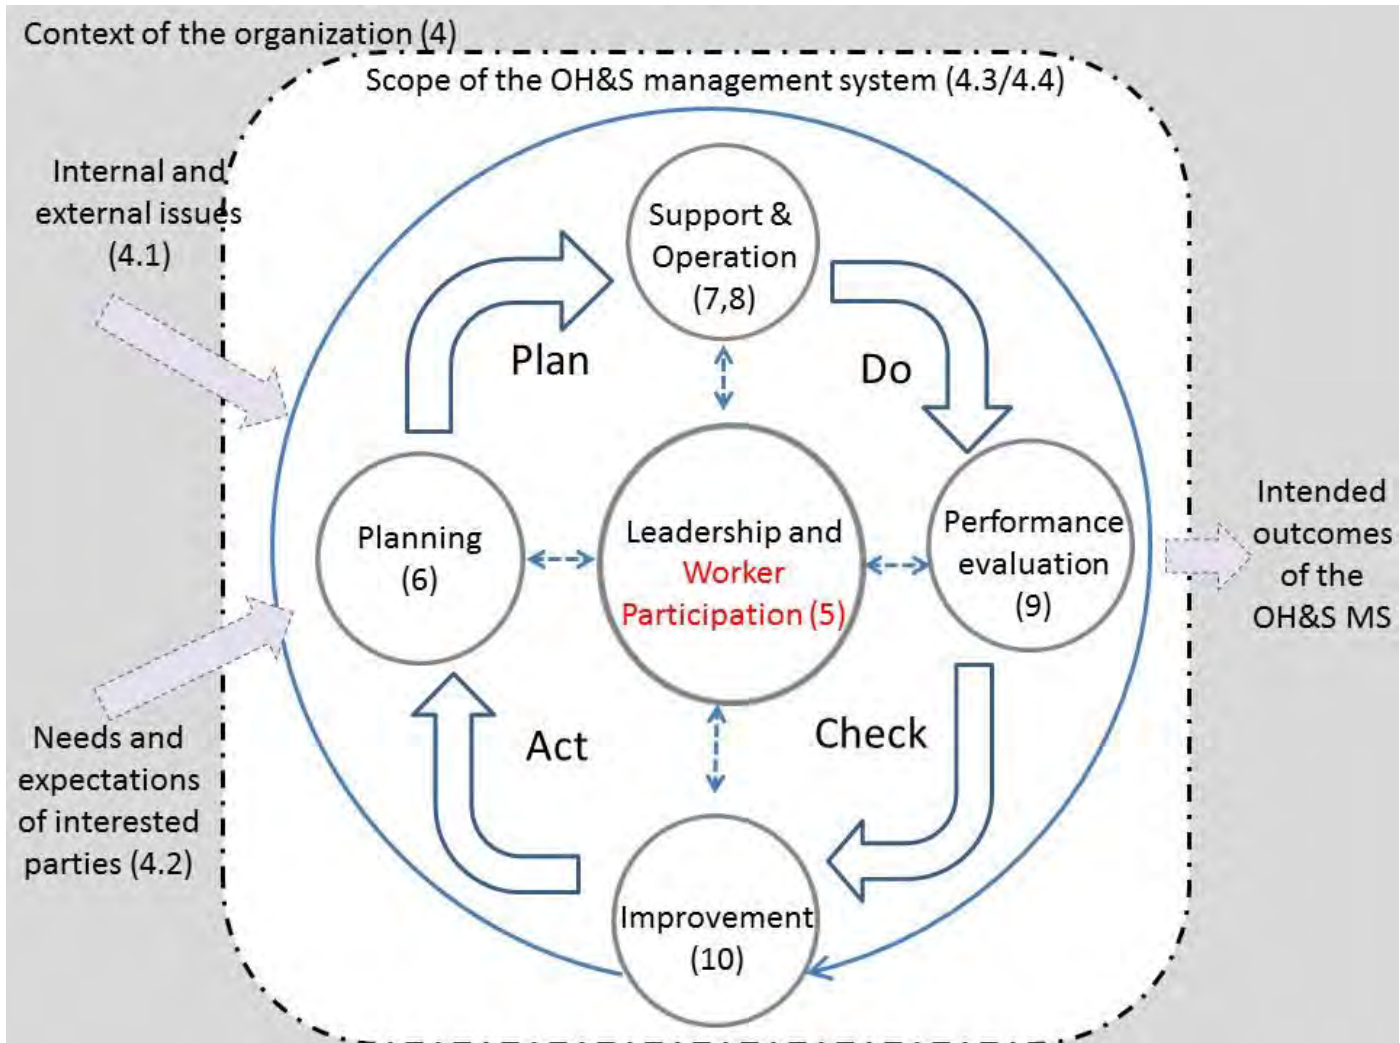 Context of the organization (4)
Scope of the OH&S management system (4.3/4.4)
Internal and
external issues
(4.1)
Support &
Operation
(7,8)
Plan
Do
Planning
(6)
Leadership and
Worker
Participation (5)
Performance
evaluation
(9)
Intended
outcomes
of the
OH&S MS
Act
Check
Needs and
expectations
of interested
parties (4.2)
Improvement
(10)